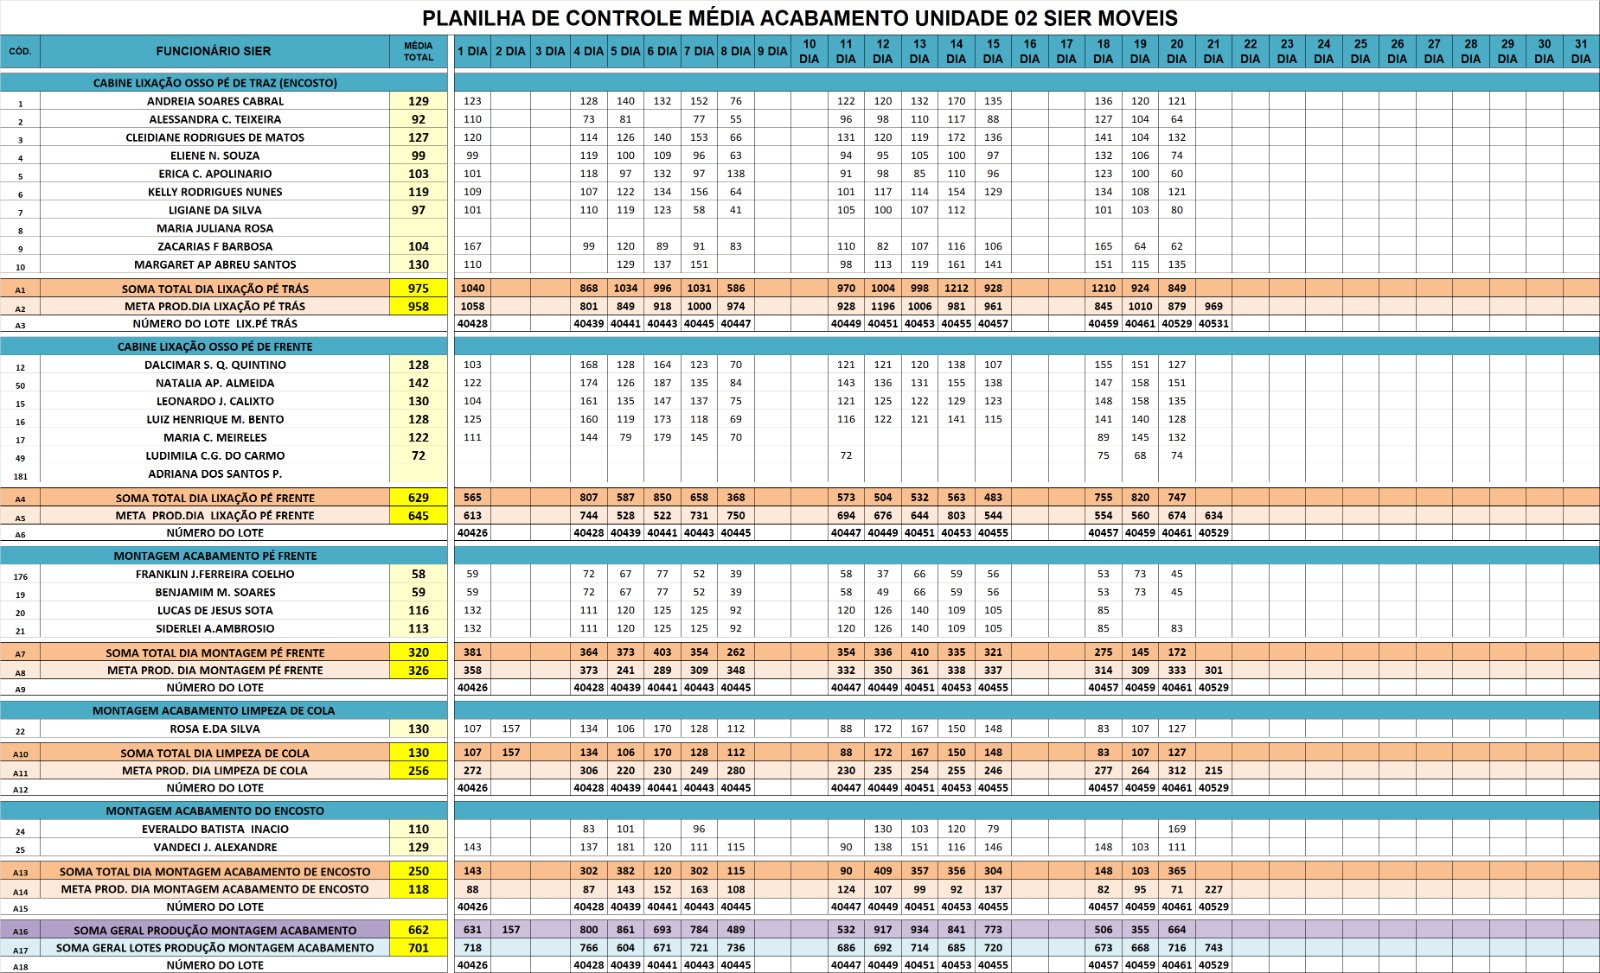 PLANILHA DE CONTROLE MÉDIA ACABAMENTO UNIDADE 02 SIER MOVEIS
CÓD. FUNCIONÁRIO SIER MÉDIA TOTAL 1 DIA 2 DIA 3 DIA 4 DIA 5 DIA 6 DIA 7 DIA 8 DIA 9 DIA 10 DIA 11 DIA 12 DIA 13 DIA 14 DIA 15 DIA 16 DIA 17 DIA 18 DIA 19 DIA 20 DIA 21 DIA 22 DIA 23 DIA 24 DIA 25 DIA 26 DIA 27 DIA 28 DIA 29 DIA 30 DIA 31 DIA
CABINE LIXAÇÃO OSSO PÉ DE TRAZ (ENCOSTO)
1 ANDREIA SOARES CABRAL 129 123 128 140 132 152 76 122 120 132 170 135 136 120 121
2 ALESSANDRA C. TEIXEIRA 92 110 73 81 77 55 96 98 110 117 88 127 104 64
3 CLEIDIANE RODRIGUES DE MATOS 127 120 114 126 140 153 66 131 120 119 172 136 141 104 132
4 ELIENE N. SOUZA 99 99 119 100 109 96 63 94 95 105 100 97 132 106 74
5 ERICA C. APOLINARIO 103 101 118 97 132 97 138 91 98 85 110 96 123 100 60
6 KELLY RODRIGUES NUNES 119 109 107 122 134 156 64 101 117 114 154 129 134 108 121
7 LIGIANE DA SILVA 97 101 110 119 123 58 41 105 100 107 112 101 103 80
8 MARIA JULIANA ROSA
9 ZACARIAS F BARBOSA 104 167 99 120 89 91 83 110 82 107 116 106 165 64 62
10 MARGARET AP ABREU SANTOS 130 110 129 137 151 98 113 119 161 141 151 115 135
A1 SOMA TOTAL DIA LIXAÇÃO PÉ TRÁS 975 1040 868 1034 996 1031 586 970 1004 998 1212 928 1210 924 849
A2 META PROD.DIA LIXAÇÃO PÉ TRÁS 958 1058 801 849 918 1000 974 928 1196 1006 981 961 845 1010 879 969
A3 NÚMERO DO LOTE LIX.PÉ TRÁS 40428 40439 40441 40443 40445 40447 40449 40451 40453 40455 40457 40459 40461 40529 40531
CABINE LIXAÇÃO OSSO PÉ DE FRENTE
12 DALCIMAR S. Q. QUINTINO 128 103 168 128 164 123 70 121 121 120 138 107 155 151 127
50 NATALIA AP. ALMEIDA 142 122 174 126 187 135 84 143 136 131 155 138 147 158 151
15 LEONARDO J. CALIXTO 130 104 161 135 147 137 75 121 125 122 129 123 148 158 135
16 LUIZ HENRIQUE M. BENTO 128 125 160 119 173 118 69 116 122 121 141 115 141 140 128
17 MARIA C. MEIRELES 122 111 144 79 179 145 70 89 145 132
49 LUDIMILA C.G. DO CARMO 72 72 75 68 74
181 ADRIANA DOS SANTOS P.
A4 SOMA TOTAL DIA LIXAÇÃO PÉ FRENTE 629 565 807 587 850 658 368 573 504 532 563 483 755 820 747
A5 META PROD.DIA LIXAÇÃO PÉ FRENTE 645 613 744 528 522 731 750 694 676 644 803 544 554 560 674 634
A6 NÚMERO DO LOTE 40426 40428 40439 40441 40443 40445 40447 40449 40451 40453 40455 40457 40459 40461 40529
MONTAGEM ACABAMENTO PÉ FRENTE
176 FRANKLIN J.FERREIRA COELHO 58 59 72 67 77 52 39 58 37 66 59 56 53 73 45
19 BENJAMIM M. SOARES 59 59 72 67 77 52 39 58 49 66 59 56 53 73 45
20 LUCAS DE JESUS SOTA 116 132 111 120 125 125 92 120 126 140 109 105 85
21 SIDERLEI A.AMBROSIO 113 132 111 120 125 125 92 120 126 140 109 105 85 83
A7 SOMA TOTAL DIA MONTAGEM PÉ FRENTE 320 381 364 373 403 354 262 354 336 410 335 321 275 145 172
A8 META PROD. DIA MONTAGEM PÉ FRENTE 326 358 373 241 289 309 348 332 350 361 338 337 314 309 333 301
A9 NÚMERO DO LOTE 40426 40428 40439 40441 40443 40445 40447 40449 40451 40453 40455 40457 40459 40461 40529
MONTAGEM ACABAMENTO LIMPEZA DE COLA
22 ROSA E.DA SILVA 130 107 157 134 106 170 128 112 88 172 167 150 148 83 107 127
A10 SOMA TOTAL DIA LIMPEZA DE COLA 130 107 157 134 106 170 128 112 88 172 167 150 148 83 107 127
A11 META PROD. DIA LIMPEZA DE COLA 256 272 306 220 230 249 280 230 235 254 255 246 277 264 312 215
A12 NÚMERO DO LOTE 40426 40428 40439 40441 40443 40445 40447 40449 40451 40453 40455 40457 40459 40461 40529
MONTAGEM ACABAMENTO DO ENCOSTO
24 EVERALDO BATISTA INACIO 110 83 101 96 130 103 120 79 169
25 VANDECI J. ALEXANDRE 129 143 137 181 120 111 115 90 138 151 116 146 148 103 111
A13 SOMA TOTAL DIA MONTAGEM ACABAMENTO DE ENCOSTO 250 143 302 382 120 302 115 90 409 357 356 304 148 103 365
A14 META PROD. DIA MONTAGEM ACABAMENTO DE ENCOSTO 118 88 87 143 152 163 108 124 107 99 92 137 82 95 71 227
A15 NÚMERO DO LOTE 40426 40428 40439 40441 40443 40445 40447 40449 40451 40453 40455 40457 40459 40461 40529
A16 SOMA GERAL PRODUÇÃO MONTAGEM ACABAMENTO 662 631 157 800 861 693 784 489 532 917 934 841 773 506 355 664
A17 SOMA GERAL LOTES PRODUÇÃO MONTAGEM ACABAMENTO 701 718 766 604 671 721 736 686 692 714 685 720 673 668 716 743
A18 NÚMERO DO LOTE 40426 40428 40439 40441 40443 40445 40447 40449 40451 40453 40455 40457 40459 40461 40529